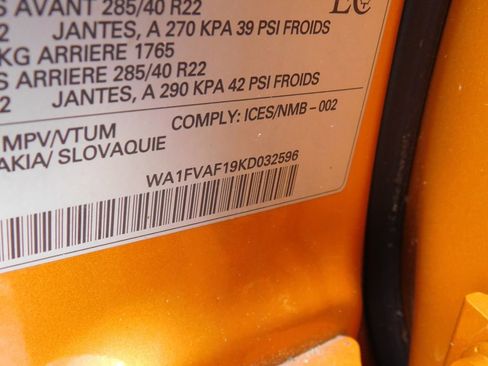 S AVANT 285/40 R22
2 JANTES, A 270 KPA 39 PSI FROIDS
KG ARRIERE 1765
S ARRIERE 285/40 R22
2 JANTES, A 290 KPA 42 PSI FROIDS
MPV/VTUM COMPLY: ICES/NMB-002
AKIA/ SLOVAQUIE
WA1FVAF19KD032596